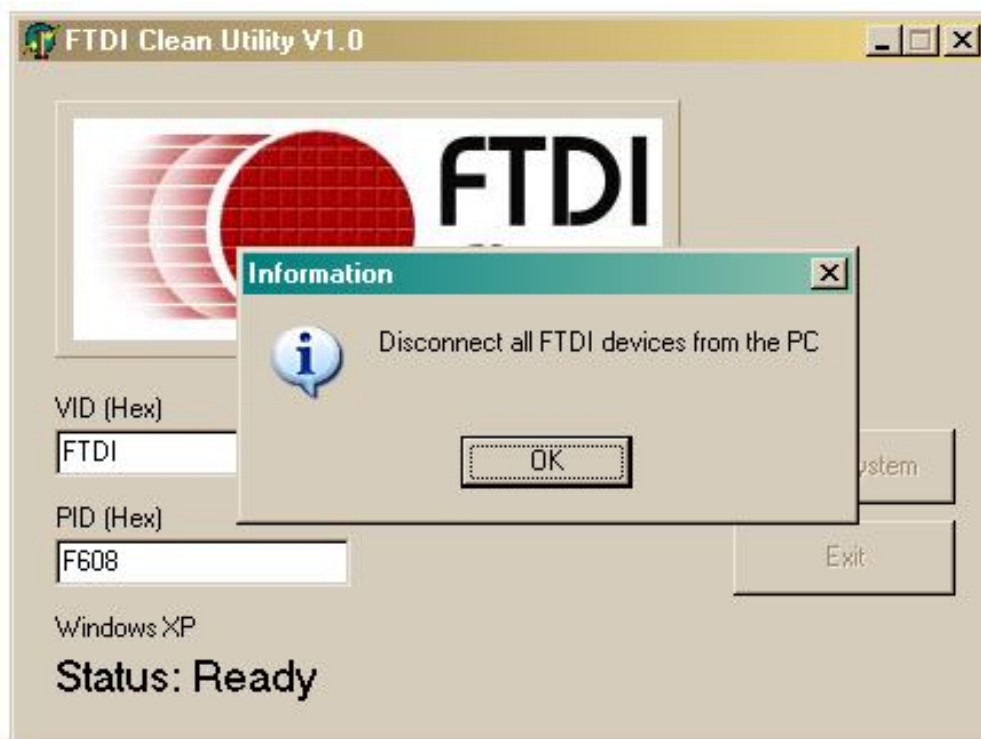 FTDI Clean Utility V1.0
FTDI
Information
Disconnect all FTDI devices from the PC
OK
VID (Hex)
FTDI
PID (Hex)
F608
Exit
Windows XP
Status: Ready